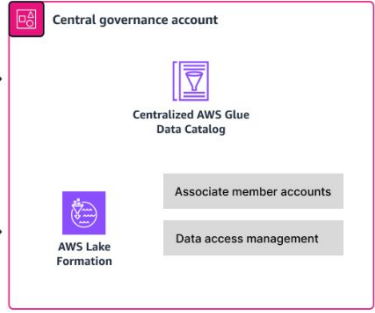 Central governance account
Centralized AWS Glue
Data Catalog
Associate member accounts
Data access management
AWS Lake
Formation